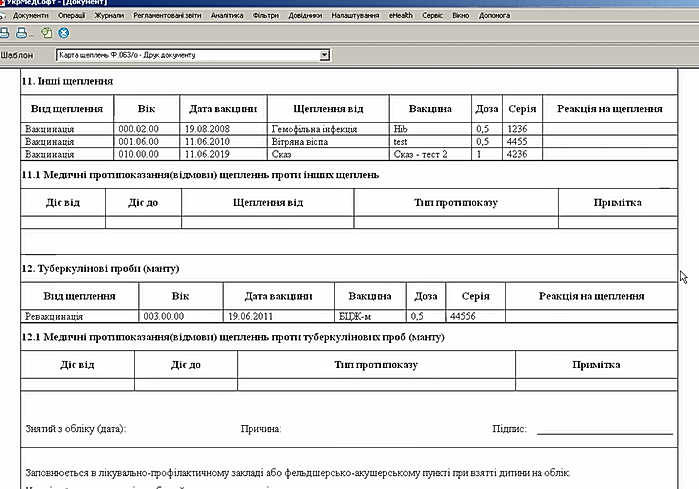 УкрМедСофт - [Документ]
Документи Операції Журнали Регламентовані звіти Аналітика Фільтри Довідники Налаштування eHealth Сервіс Вікно Допомога
Шаблон Карта щеплень Ф.063/о - Друк документу
11. Інші щеплення
Вид щеплення Вік Дата вакцини Щеплення від Вакцина Доза Серія Реакція на щеплення
Вакцинація 000.02.00 19.08.2008 Гемофільна інфекція Hib 0,5 1236
Вакцинація 001.06.00 11.06.2010 Вітряна віспа test 0,5 4455
Вакцинація 010.00.00 11.06.2019 Сказ Сказ - тест 2 1 4236
11.1 Медичні протипоказання(відмови) щепленнь проти інших щеплень
Діє від Діє до Щеплення від Тип протипоказу Примітка
12. Туберкулінові проби (манту)
Вид щеплення Вік Дата вакцини Вакцина Доза Серія Реакція на щеплення
Ревакцинація 003.00.00 19.06.2011 БЦЖ-м 0,5 44556
12.1 Медичні протипоказання(відмови) щепленнь проти туберкулінових проб (манту)
Діє від Діє до Тип протипоказу Примітка
Знятий з обліку (дата): Причина: Підпис:
Заповнюється в лікувально-профілактичному закладі або фельдшерсько-акушерському пункті при взятті дитини на облік.